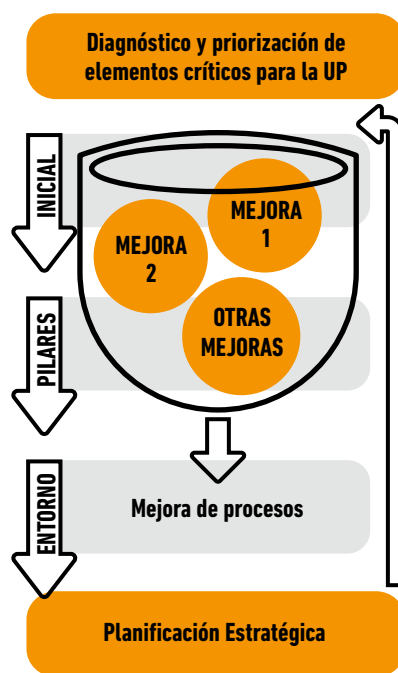 Diagnóstico y priorización de
elementos críticos para la UP
INICIAL
MEJORA
1
MEJORA
2
OTRAS
MEJORAS
PILARES
ENTORNO
Mejora de procesos
Planificación Estratégica